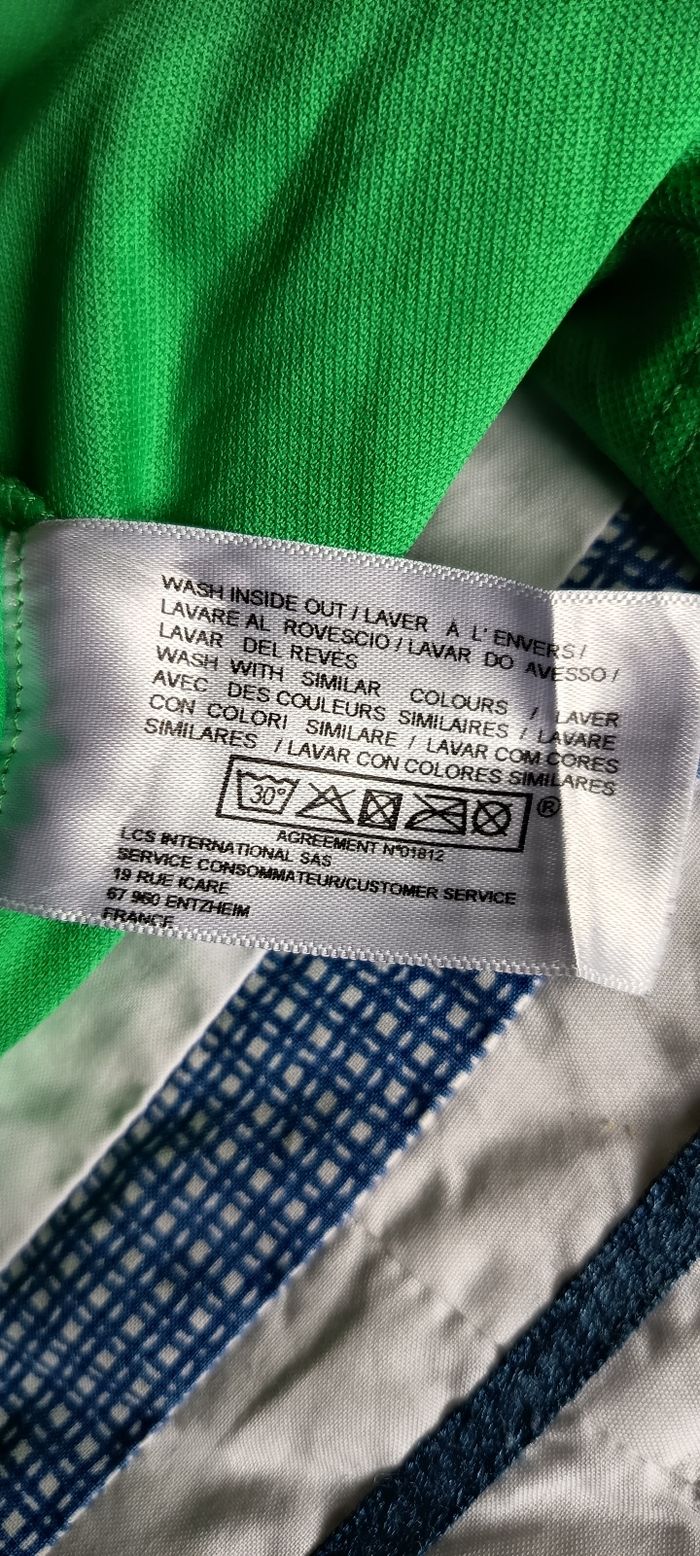 WASH INSIDE OUT / LAVER À L' ENVERS /
LAVARE AL ROVESCIO / LAVAR DO AVESSO /
LAVAR DEL REVÉS
WASH WITH SIMILAR COLOURS / LAVER
AVEC DES COULEURS SIMILAIRES / LAVARE
CON COLORI SIMILARE / LAVAR COM CORES
SIMILARES / LAVAR CON COLORES SIMILARES
30° ®
AGREEMENT N°01812
LCS INTERNATIONAL SAS
SERVICE CONSOMMATEUR/CUSTOMER SERVICE
19 RUE ICARE
67 960 ENTZHEIM
FRANCE